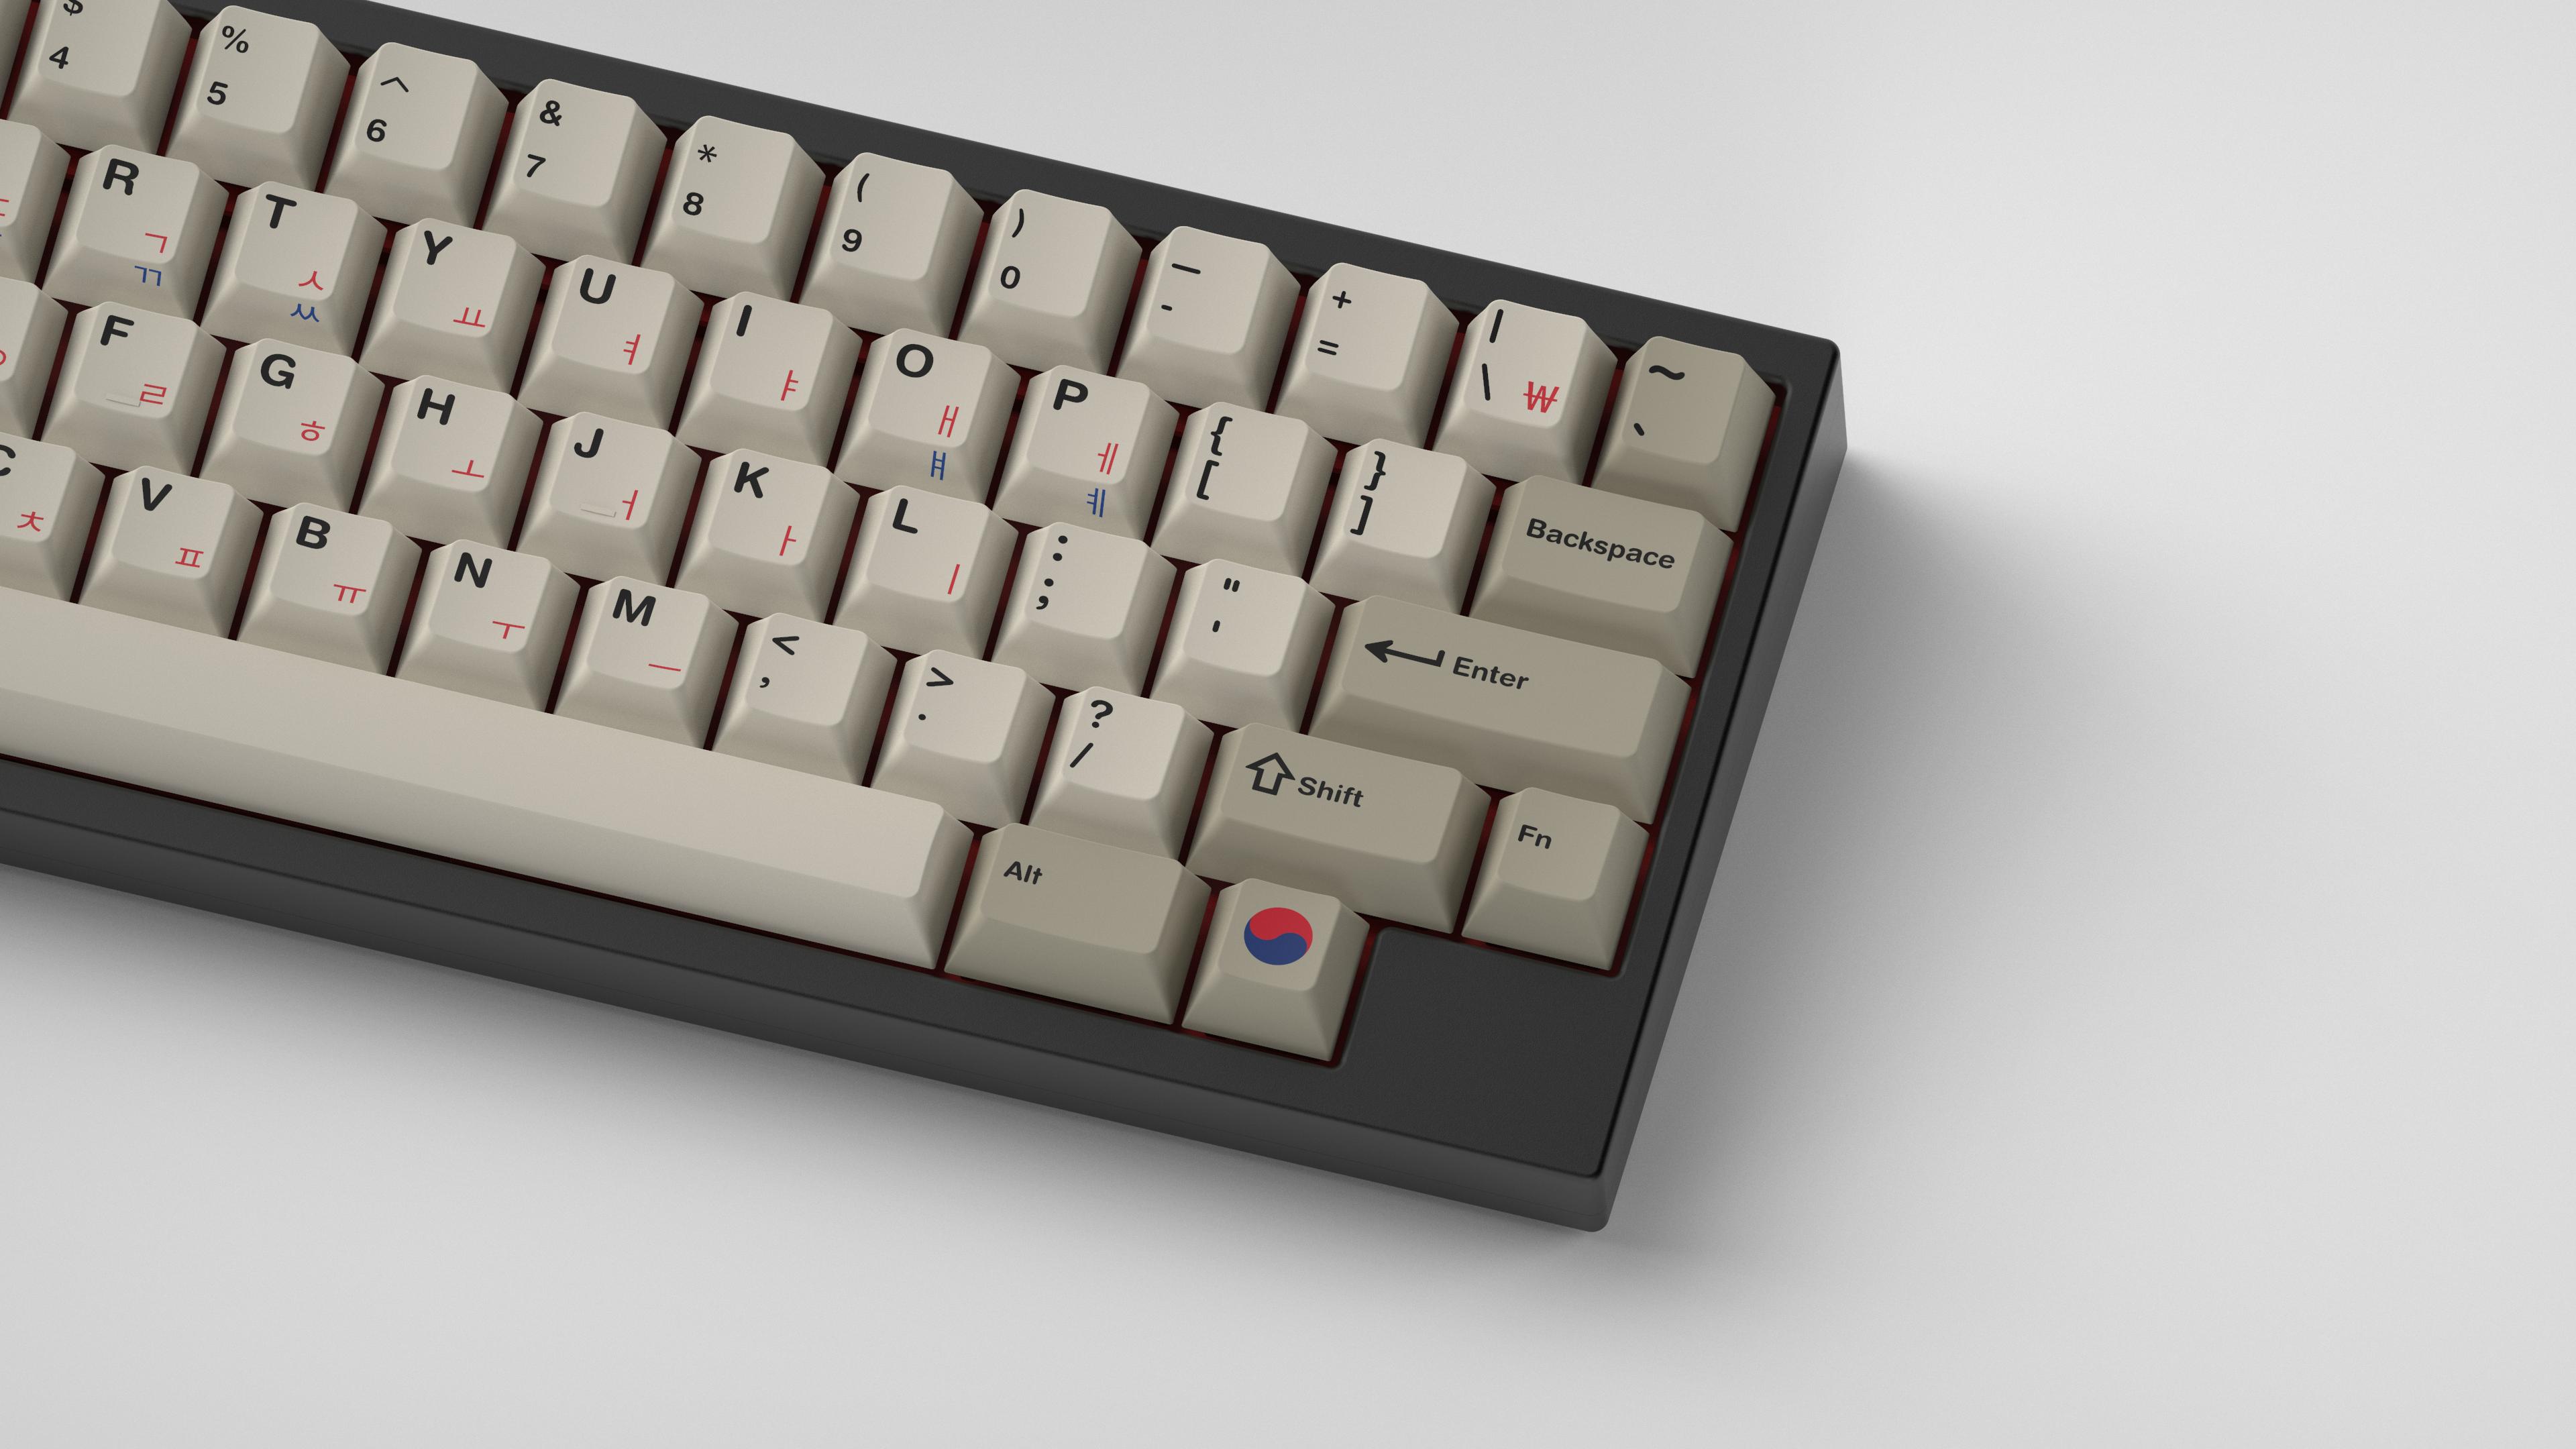 $ 4
% 5
^ 6
& 7
* 8
( 9
) 0
— -
+ =
| \ ₩
~ `
R ㄱ ㄲ
T ㅅ ㅆ
Y ㅛ
U ㅕ
I ㅑ
O ㅐ ㅒ
P ㅔ ㅖ
{ [
} ]
Backspace
F ㄹ
G ㅎ
H ㅗ
J ㅓ
K ㅏ
L ㅣ
: ;
" '
Enter
C ㅊ
V ㅍ
B ㅠ
N ㅜ
M ㅡ
< ,
> .
? /
Shift
Fn
Alt